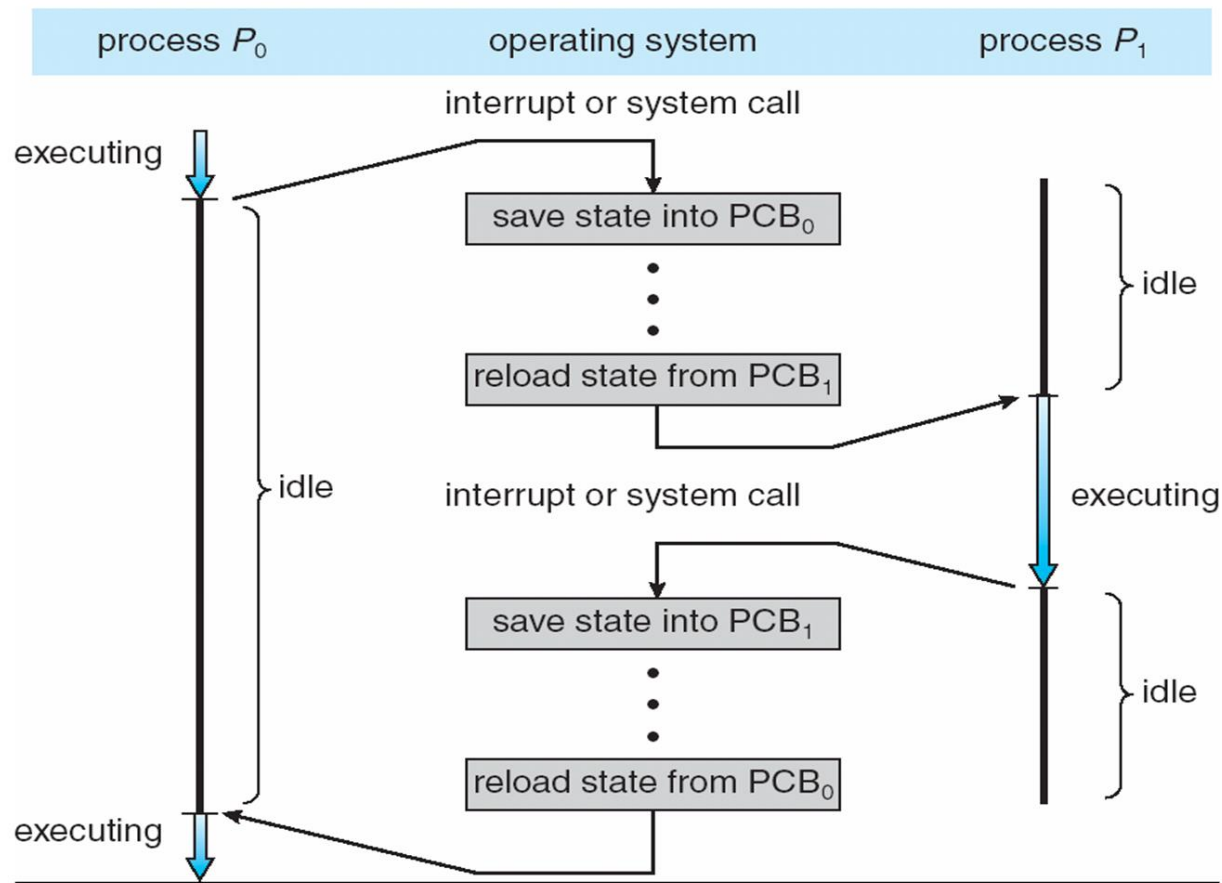 process P₀ operating system process P₁
interrupt or system call
executing
save state into PCB₀
idle
reload state from PCB₁
idle
interrupt or system call
executing
save state into PCB₁
idle
reload state from PCB₀
executing